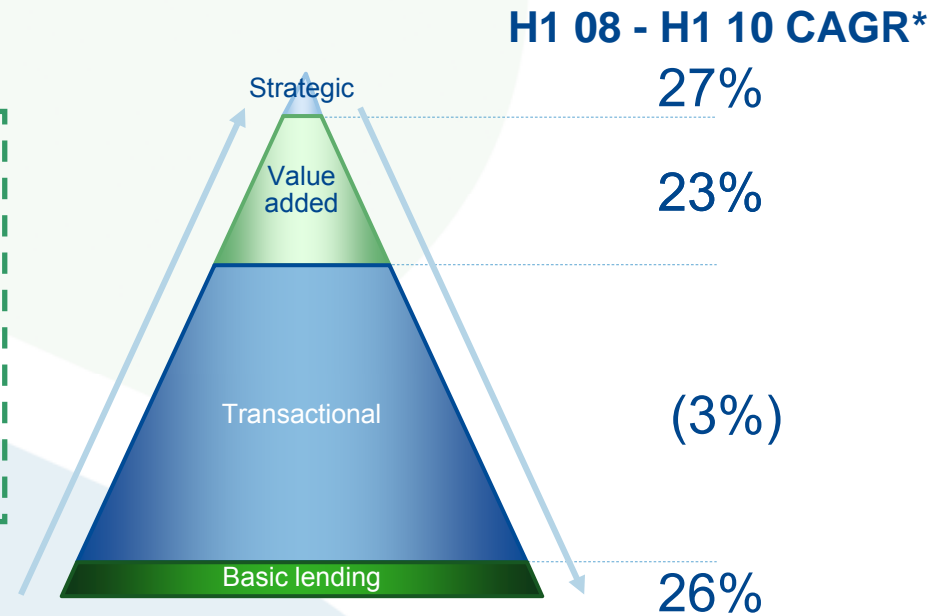 H1 08 - H1 10 CAGR*
Strategic
27%
Value
added
23%
Transactional
(3%)
Basic lending
26%